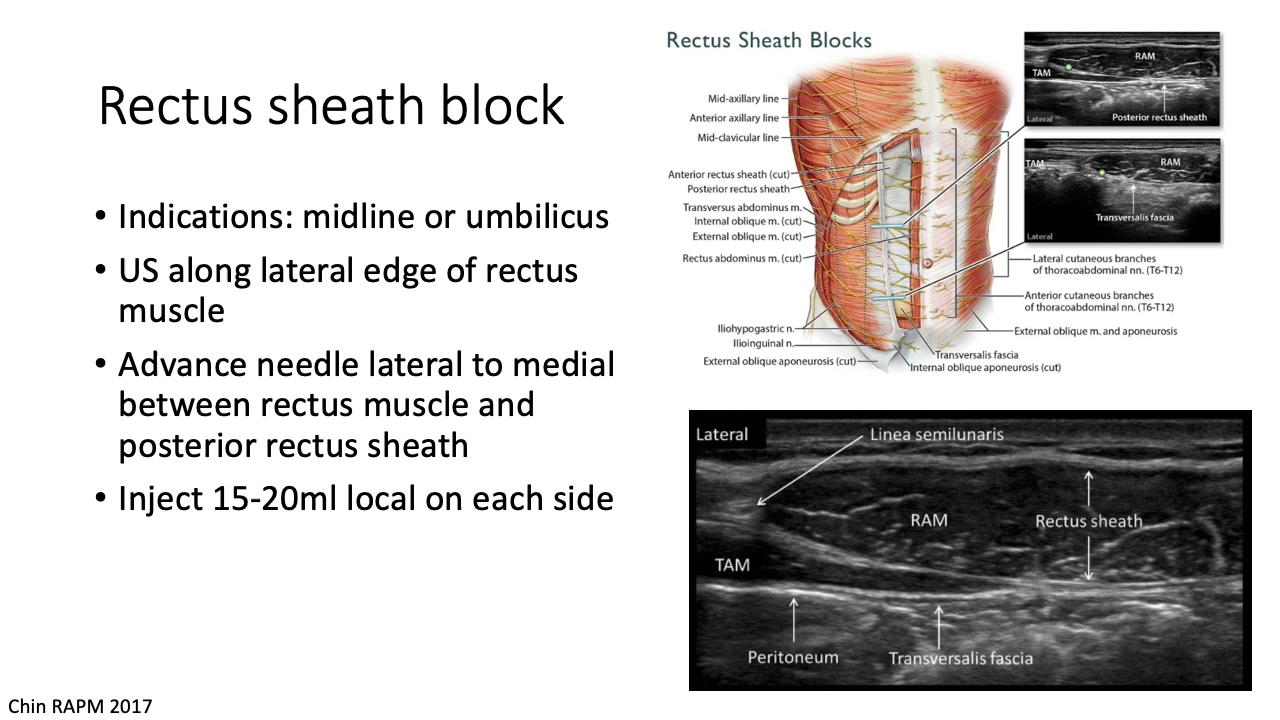 Rectus sheath block
• Indications: midline or umbilicus
• US along lateral edge of rectus
muscle
• Advance needle lateral to medial
between rectus muscle and
posterior rectus sheath
• Inject 15-20ml local on each side
Chin RAPM 2017
Rectus Sheath Blocks
Mid-axillary line
Anterior axillary line
Mid-clavicular line
Anterior rectus sheath (cut)
Posterior rectus sheath
Transversus abdominus m.
Internal oblique m. (cut)
External oblique m. (cut)
Rectus abdominus m. (cut)
Iliohypogastric n.
Ilioinguinal n.
External oblique aponeurosis (cut)
Transversalis fascia
Internal oblique aponeurosis (cut)
RAM
TAM
Posterior rectus sheath
Lateral
TAM
RAM
Transversalis fascia
Lateral
Lateral cutaneous branches
of thoracoabdominal nn. (T6-T12)
Anterior cutaneous branches
of thoracoabdominal nn. (T6-T12)
External oblique m. and aponeurosis
Lateral
Linea semilunaris
RAM
Rectus sheath
TAM
Peritoneum
Transversalis fascia